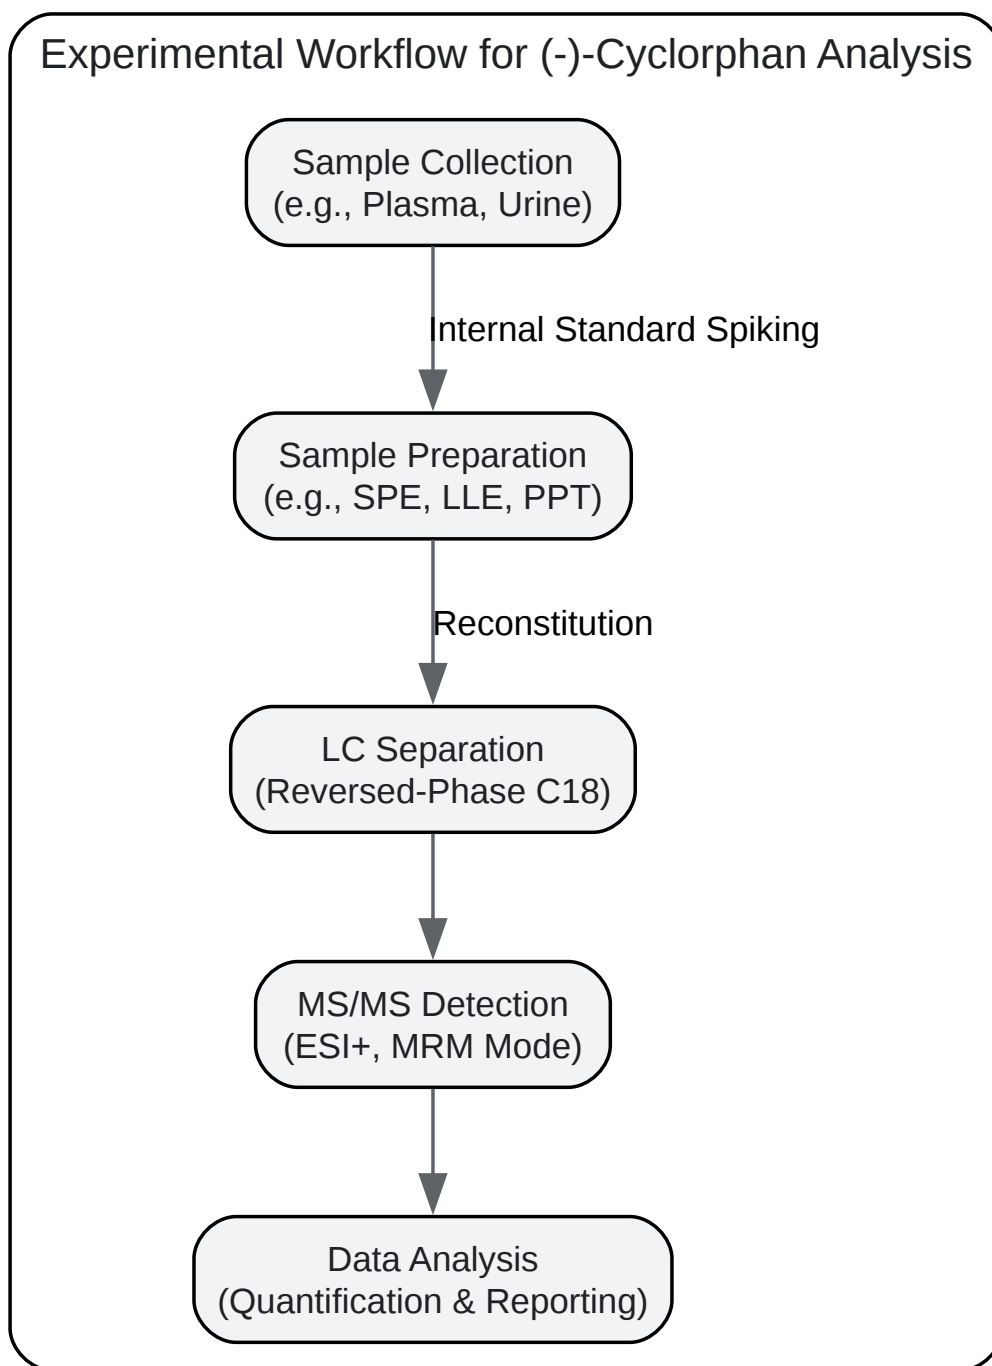 Experimental Workflow for (-)-Cyclorphan Analysis
Sample Collection
(e.g., Plasma, Urine)
Internal Standard Spiking
Sample Preparation
(e.g., SPE, LLE, PPT)
Reconstitution
LC Separation
(Reversed-Phase C18)
MS/MS Detection
(ESI+, MRM Mode)
Data Analysis
(Quantification & Reporting)